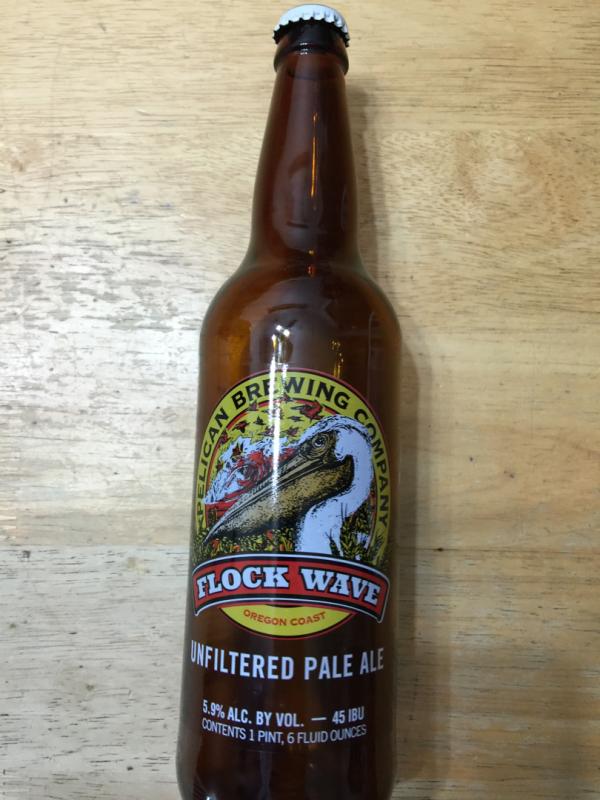 PELICAN BREWING COMPANY
FLOCK WAVE
OREGON COAST
UNFILTERED PALE ALE
5.9% ALC. BY VOL. — 45 IBU
CONTENTS 1 PINT, 6 FLUID OUNCES